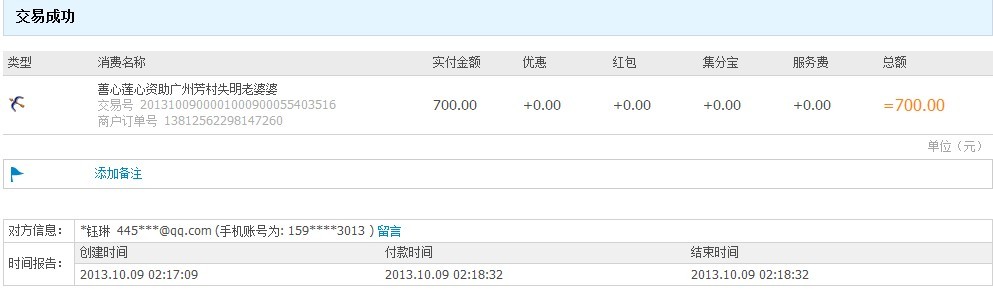 交易成功
类型 消费名称 实付金额 优惠 红包 集分宝 服务费 总额
善心莲心资助广州芳村失明老婆婆
交易号 2013100900001000900055403516
商户订单号 13812562298147260
700.00 +0.00 +0.00 +0.00 +0.00 =700.00
单位（元）
添加备注
对方信息： *钰琳 445***@qq.com (手机账号为: 159****3013 ) 留言
时间报告： 创建时间 付款时间 结束时间
2013.10.09 02:17:09 2013.10.09 02:18:32 2013.10.09 02:18:32